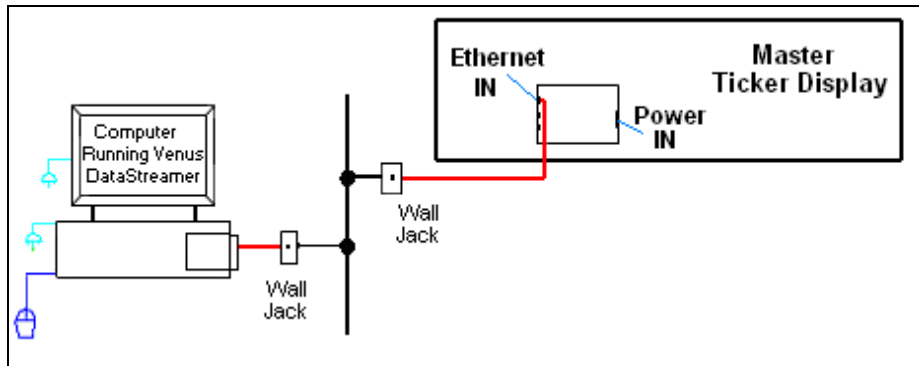 Computer
Running Venus
DataStreamer
Wall
Jack
Wall
Jack
Ethernet
IN
Master
Ticker Display
Power
IN